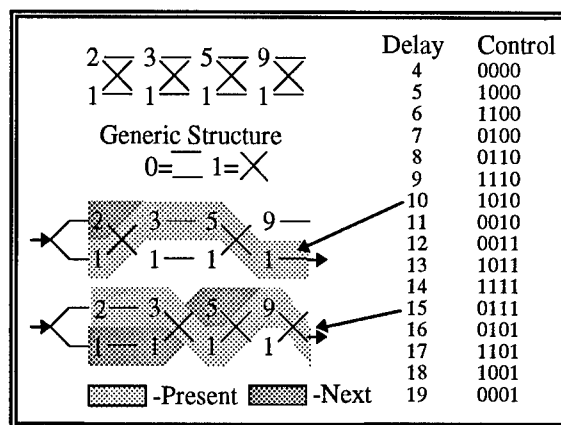 2 3 5 9
1 1 1 1
Generic Structure
0= 1=
2 3 5 9
1 1 1 1
2 3 5 9
1 1 1 1
-Present -Next
Delay Control
4 0000
5 1000
6 1100
7 0100
8 0110
9 1110
10 1010
11 0010
12 0011
13 1011
14 1111
15 0111
16 0101
17 1101
18 1001
19 0001